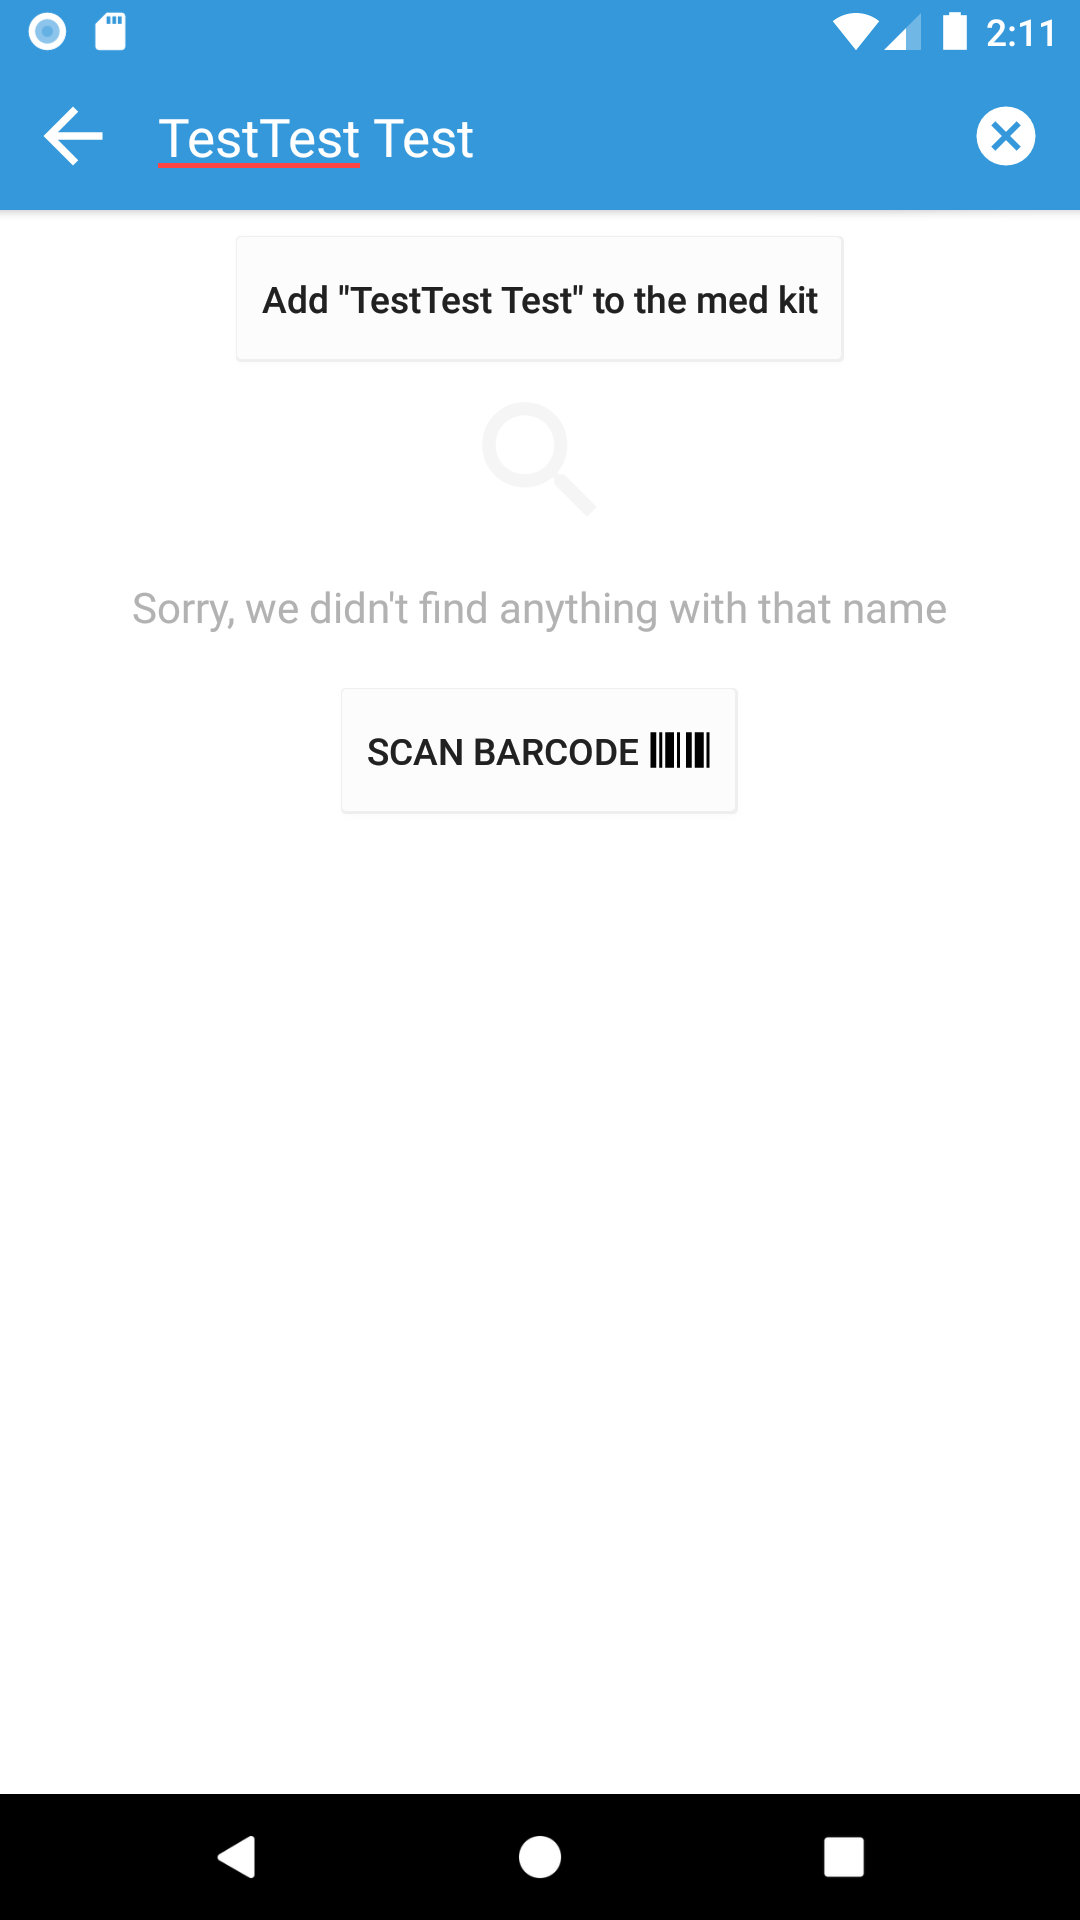 2:11
TestTest Test
Add "TestTest Test" to the med kit
Sorry, we didn't find anything with that name
SCAN BARCODE